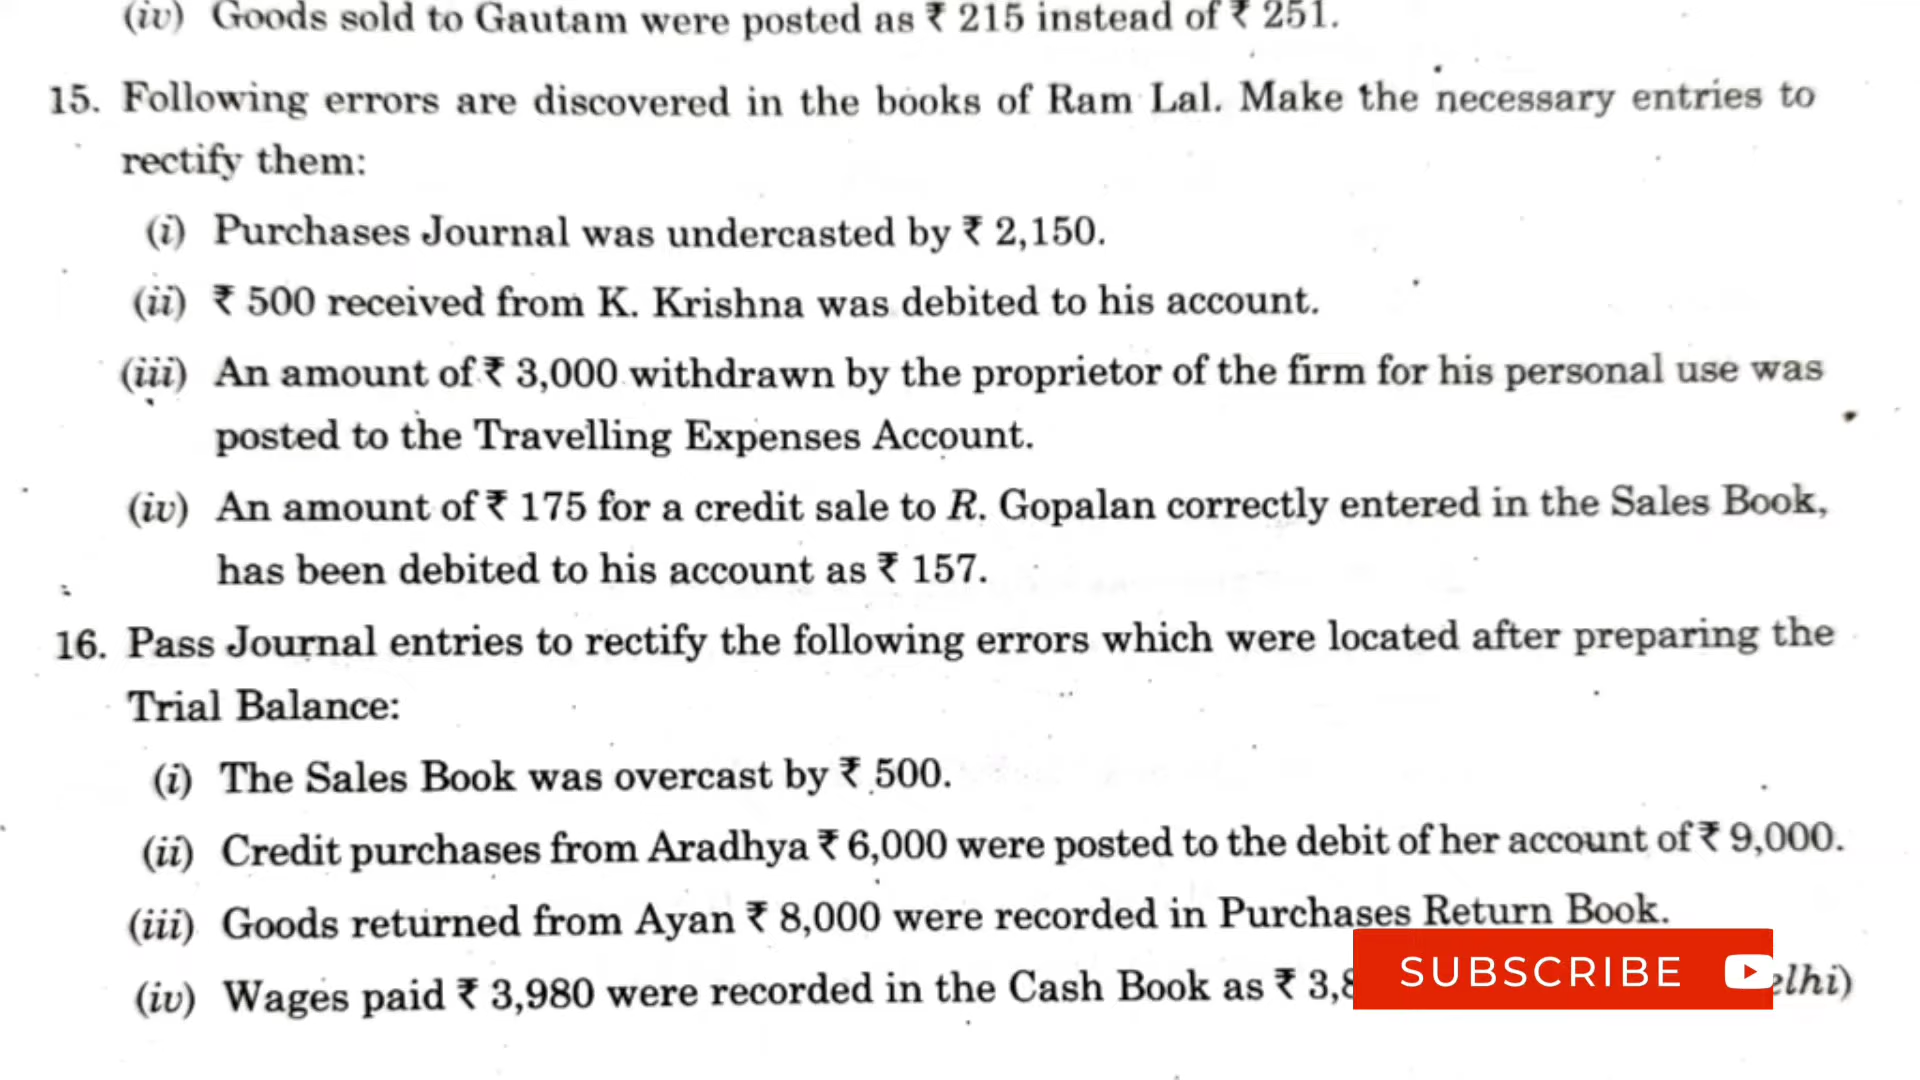 (iv) Goods sold to Gautam were posted as ₹ 215 instead of ₹ 251.
15. Following errors are discovered in the books of Ram Lal. Make the necessary entries to
rectify them:
(i) Purchases Journal was undercasted by ₹ 2,150.
(ii) ₹ 500 received from K. Krishna was debited to his account.
(iii) An amount of ₹ 3,000 withdrawn by the proprietor of the firm for his personal use was
posted to the Travelling Expenses Account.
(iv) An amount of ₹ 175 for a credit sale to R. Gopalan correctly entered in the Sales Book,
has been debited to his account as ₹ 157.
16. Pass Journal entries to rectify the following errors which were located after preparing the
Trial Balance:
(i) The Sales Book was overcast by ₹ 500.
(ii) Credit purchases from Aradhya ₹ 6,000 were posted to the debit of her account of ₹ 9,000.
(iii) Goods returned from Ayan ₹ 8,000 were recorded in Purchases Return Book.
(iv) Wages paid ₹ 3,980 were recorded in the Cash Book as ₹
SUBSCRIBE